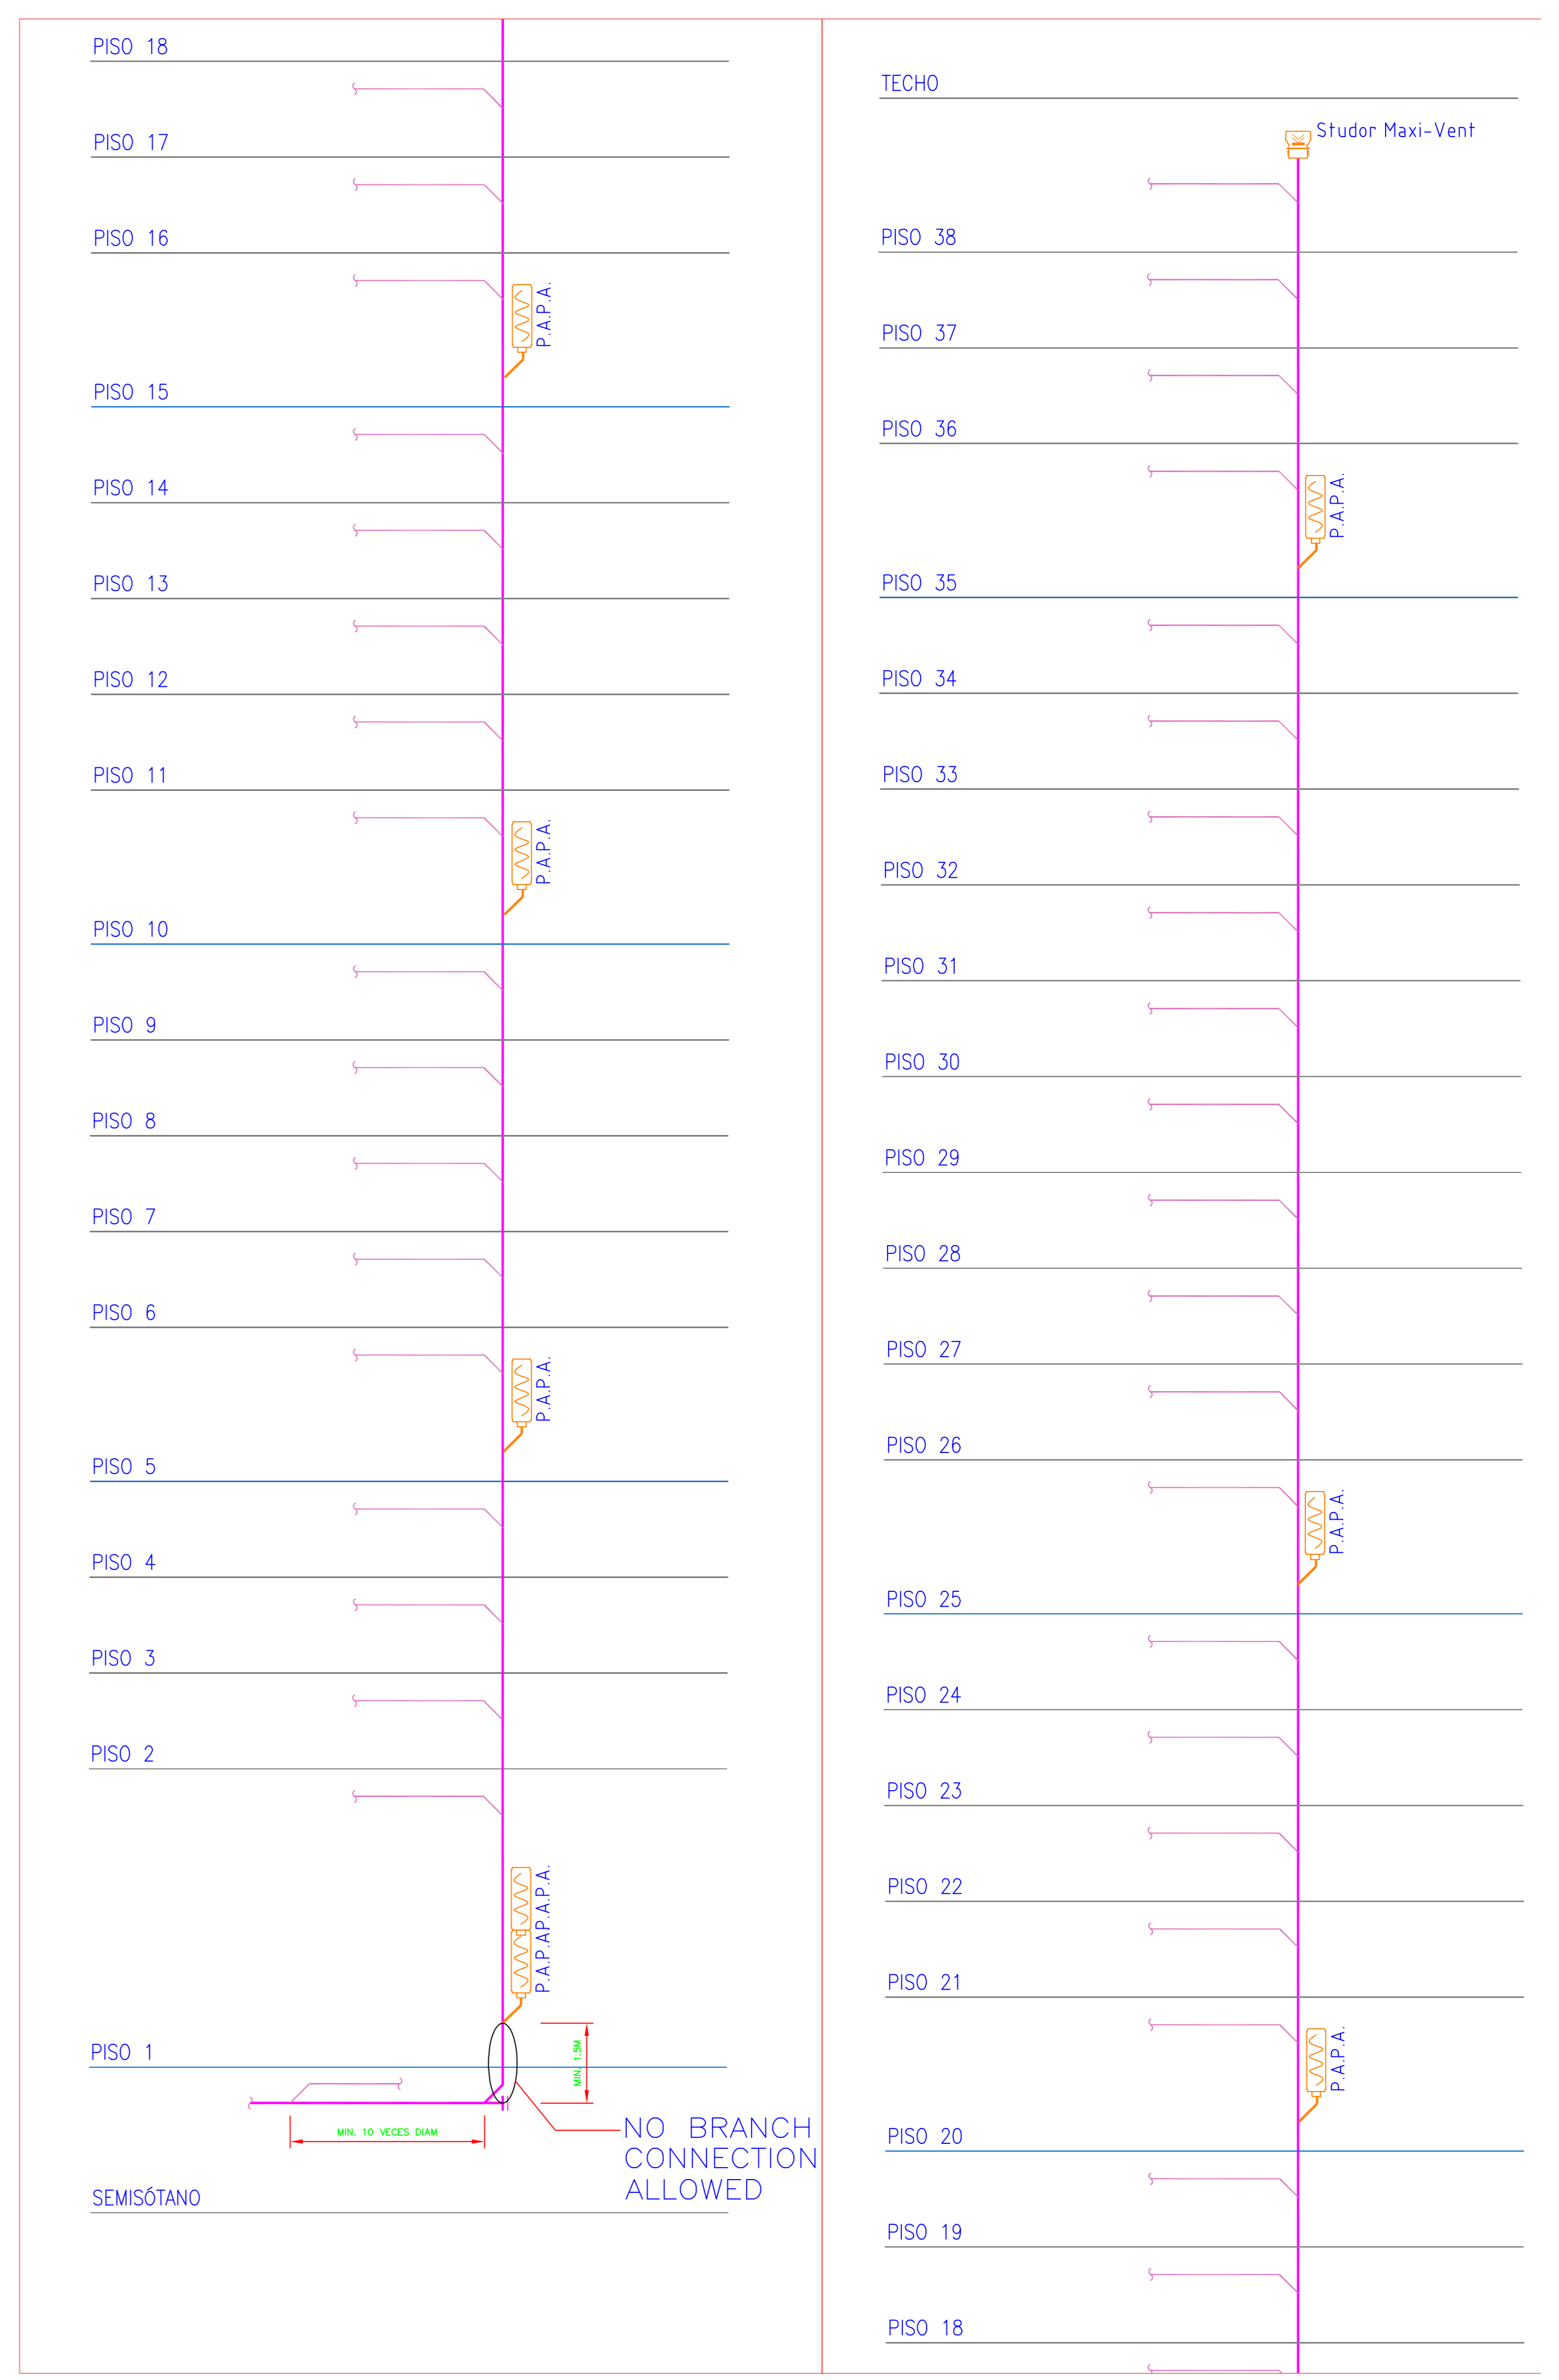 PISO 18
PISO 17
PISO 16
P.A.P.A.
PISO 15
PISO 14
PISO 13
PISO 12
PISO 11
P.A.P.A.
PISO 10
PISO 9
PISO 8
PISO 7
PISO 6
P.A.P.A.
PISO 5
PISO 4
PISO 3
PISO 2
P.A.P.AP.A.P.A.
PISO 1
MIN. 1.5M
MIN. 10 VECES DIAM
NO BRANCH
CONNECTION
ALLOWED
SEMISÓTANO
TECHO
Studor Maxi-Vent
PISO 38
PISO 37
PISO 36
P.A.P.A.
PISO 35
PISO 34
PISO 33
PISO 32
PISO 31
PISO 30
PISO 29
PISO 28
PISO 27
PISO 26
P.A.P.A.
PISO 25
PISO 24
PISO 23
PISO 22
PISO 21
P.A.P.A.
PISO 20
PISO 19
PISO 18